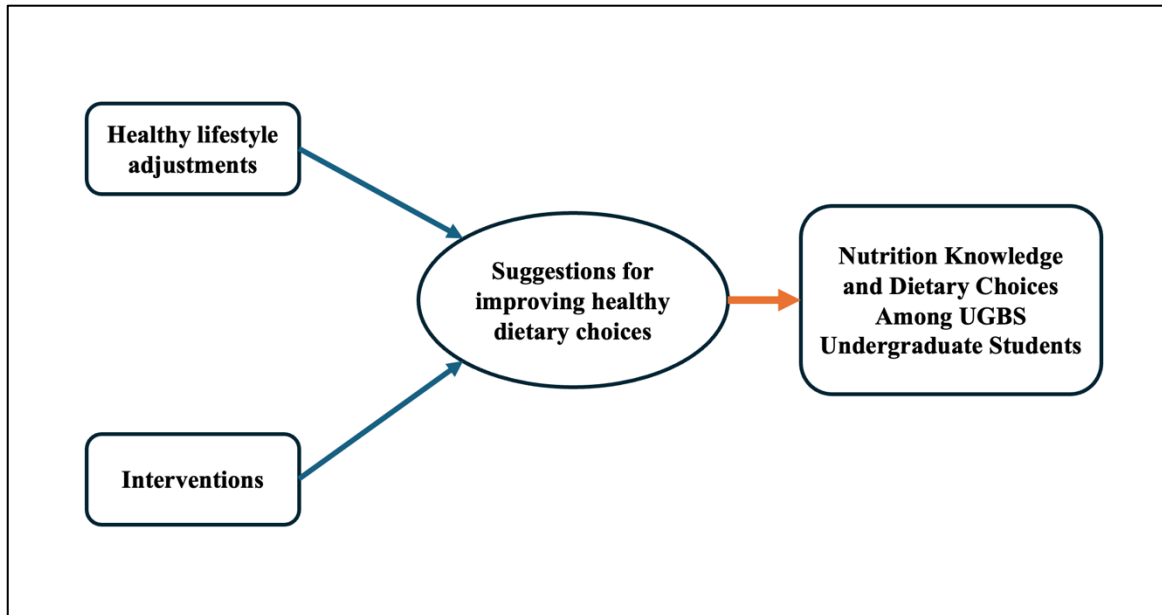 Healthy lifestyle
adjustments
Suggestions for
improving healthy
dietary choices
Nutrition Knowledge
and Dietary Choices
Among UGBS
Undergraduate Students
Interventions